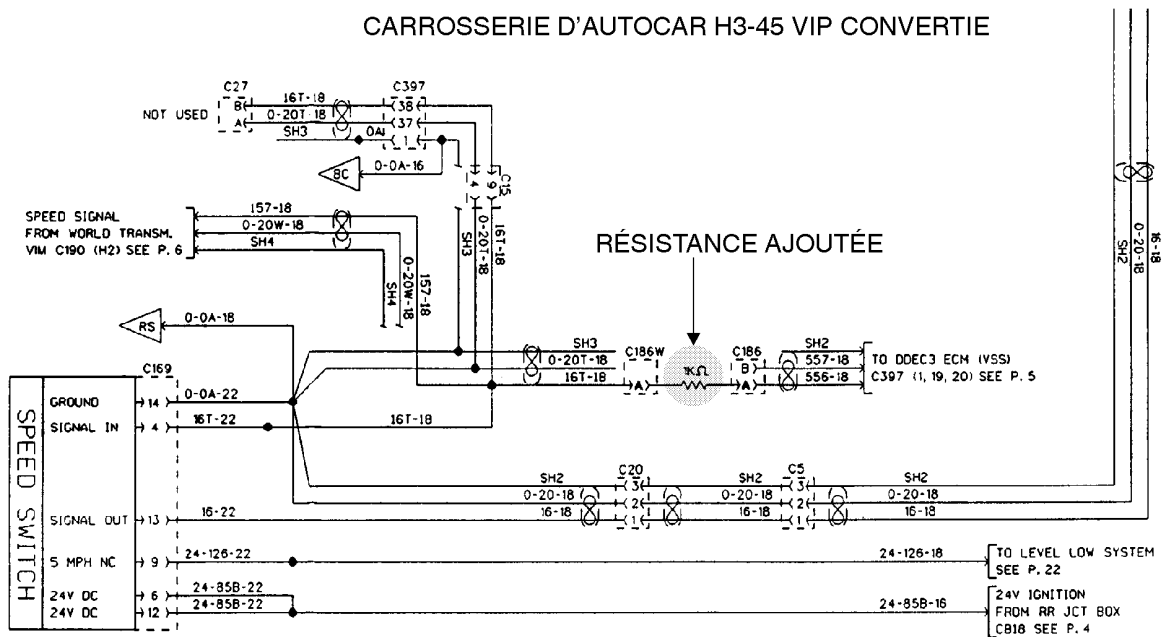 CARROSSERIE D'AUTOCAR H3-45 VIP CONVERTIE
C27
C397
NOT USED
B
16T-18
38
A
0-20T-18
37
SH3
0A
1
BC
0-0A-16
4
9
C15
SPEED SIGNAL
FROM WORLD TRANSM.
VIM C190 (H2) SEE P. 6
157-18
0-20W-18
SH4
SH4
0-20W-18
157-18
SH3
0-20T-18
16T-18
RÉSISTANCE AJOUTÉE
SH2
0-20-18
16-18
RS
0-0A-18
SH3
0-20T-18
16T-18
C186W
A
1KΩ
C186
B
A
SH2
557-18
556-18
TO DDEC3 ECM (VSS)
C397 (1, 19, 20) SEE P. 5
SPEED SWITCH
C169
GROUND
14
0-0A-22
SIGNAL IN
4
16T-22
16T-18
SIGNAL OUT
13
16-22
SH2
0-20-18
16-18
C20
3
2
1
SH2
0-20-18
16-18
C5
3
2
1
SH2
0-20-18
16-18
5 MPH NC
9
24-126-22
24-126-18
TO LEVEL LOW SYSTEM
SEE P. 22
24V DC
6
24-85B-22
24V DC
12
24-85B-22
24-85B-16
24V IGNITION
FROM RR JCT BOX
CB18 SEE P. 4